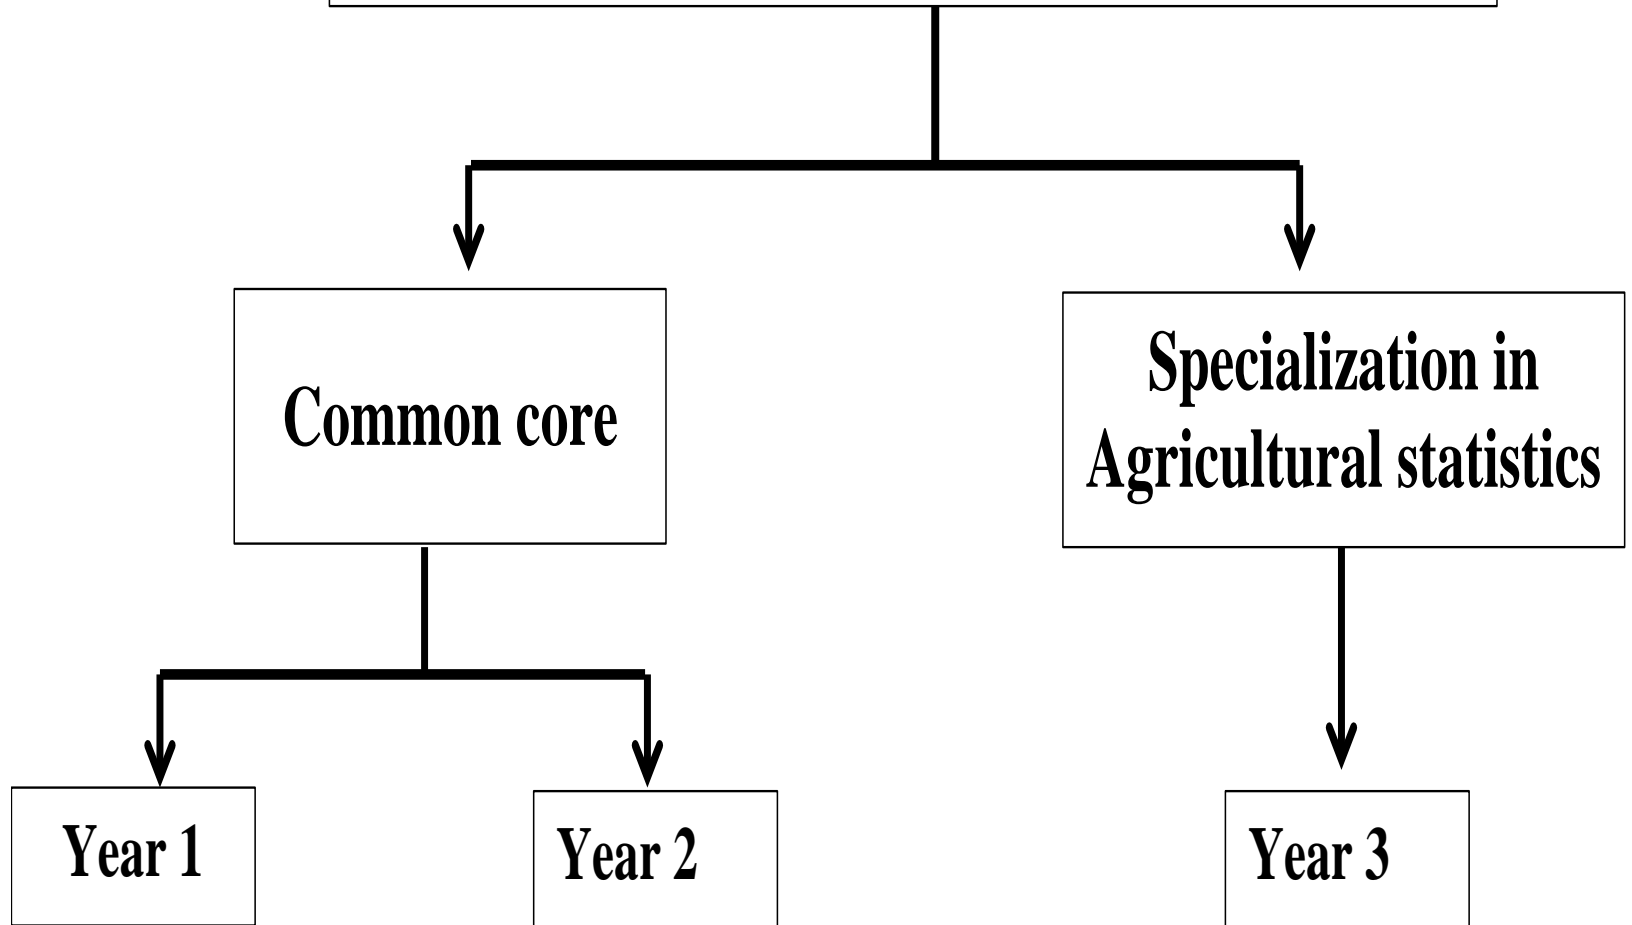 Common core
Specialization in
Agricultural statistics
Year 1
Year 2
Year 3